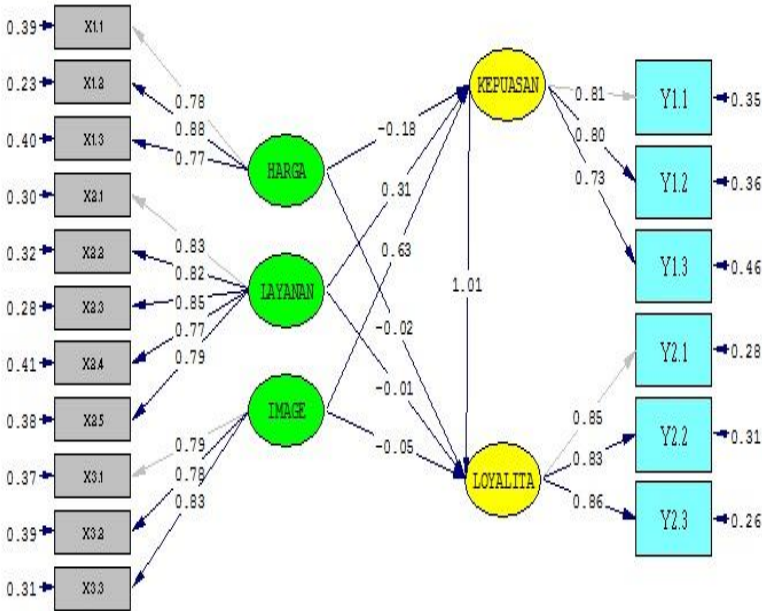 0.39 X1.1
0.23 X1.2
0.40 X1.3
0.30 X2.1
0.32 X2.2
0.28 X2.3
0.41 X2.4
0.38 X2.5
0.37 X3.1
0.39 X3.2
0.31 X3.3
0.78
0.88
0.77
0.83
0.82
0.85
0.77
0.79
0.79
0.78
0.83
HARGA
LAYANAN
IMAGE
-0.18
0.31
0.63
-0.02
-0.01
-0.05
KEPUASAN
1.01
LOYALITA
0.81
0.80
0.73
0.85
0.83
0.86
Y1.1 0.35
Y1.2 0.36
Y1.3 0.46
Y2.1 0.28
Y2.2 0.31
Y2.3 0.26